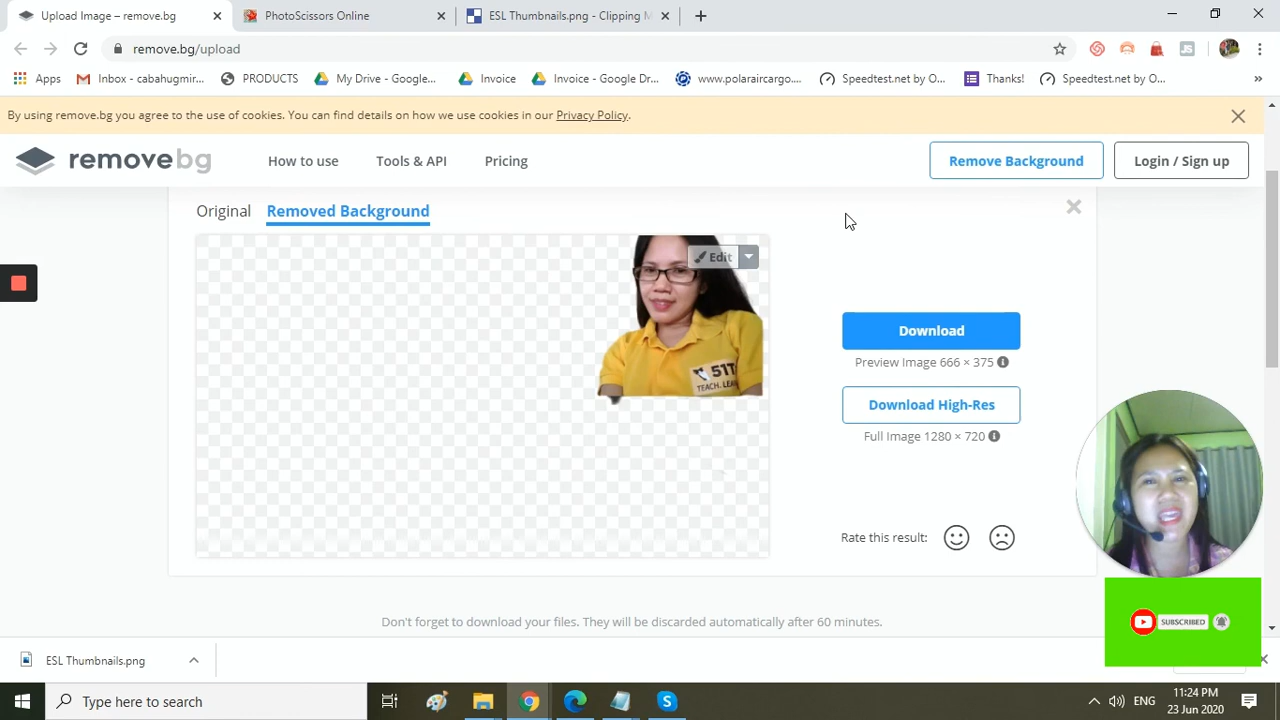 Upload Image – remove.bg
PhotoScissors Online
ESL Thumbnails.png - Clipping M
remove.bg/upload
Apps
Inbox - cabahugmir...
PRODUCTS
My Drive - Google...
Invoice
Invoice - Google Dr...
www.polaraircargo....
Speedtest.net by O...
Thanks!
Speedtest.net by O...
By using remove.bg you agree to the use of cookies. You can find details on how we use cookies in our Privacy Policy.
removebg
How to use
Tools & API
Pricing
Remove Background
Login / Sign up
Original
Removed Background
Edit
51T
TEACH. LEA
Download
Preview Image 666 × 375
Download High-Res
Full Image 1280 × 720
Rate this result:
Don't forget to download your files. They will be discarded automatically after 60 minutes.
SUBSCRIBED
ESL Thumbnails.png
Type here to search
ENG
11:24 PM
23 Jun 2020